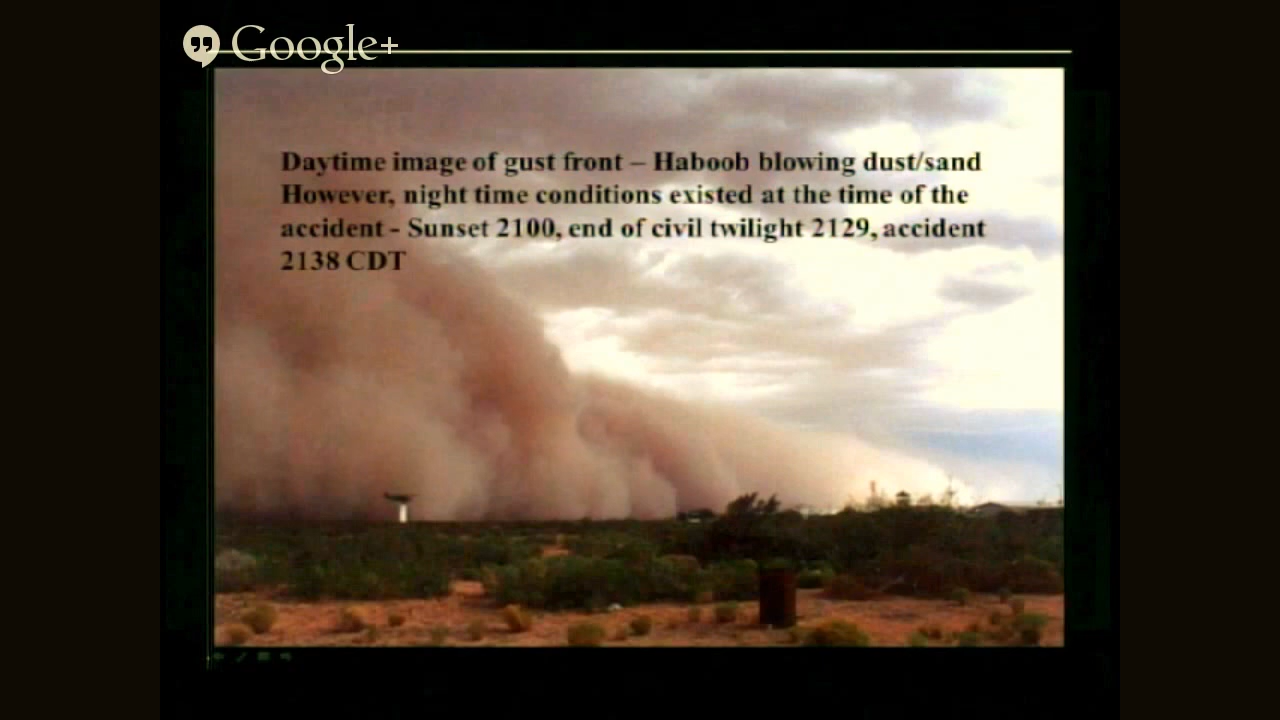 Google+
Daytime image of gust front – Haboob blowing dust/sand
However, night time conditions existed at the time of the
accident - Sunset 2100, end of civil twilight 2129, accident
2138 CDT